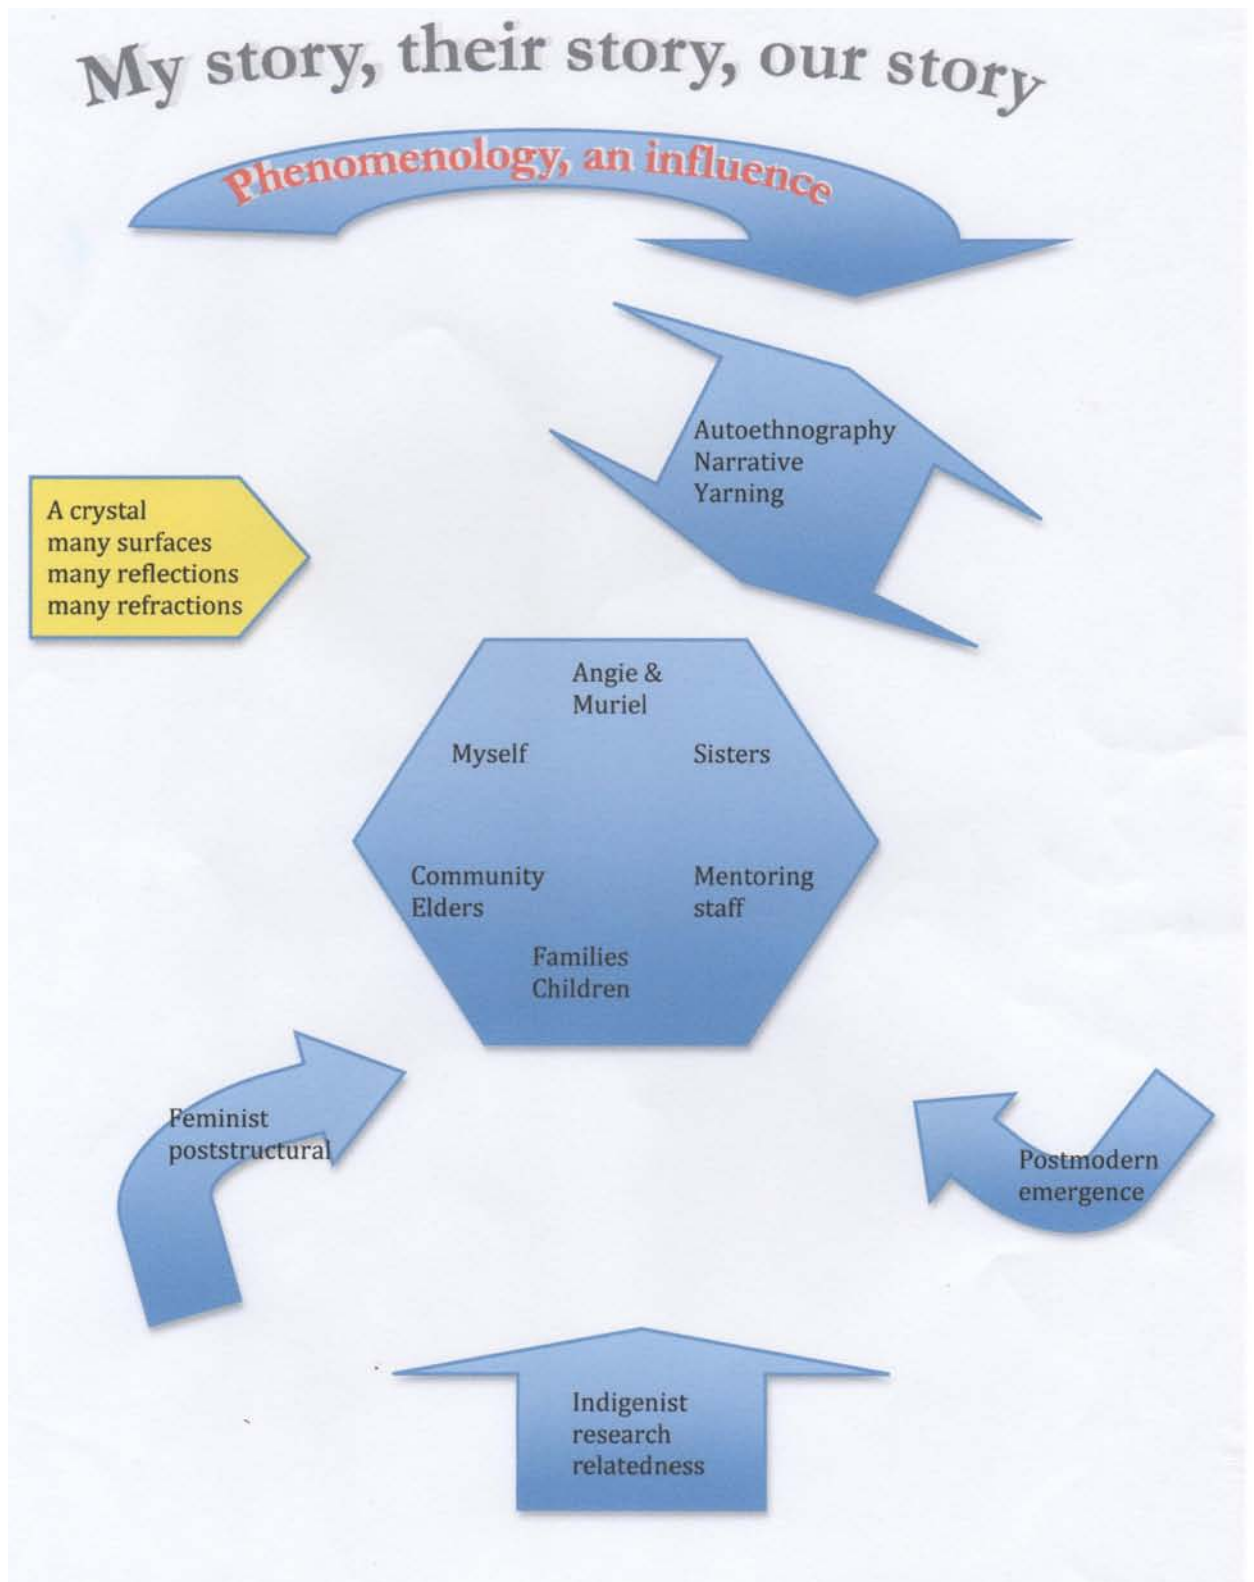 My story, their story, our story
Phenomenology, an influence
Autoethnography
Narrative
Yarning
A crystal
many surfaces
many reflections
many refractions
Angie &
Muriel
Myself
Sisters
Community
Elders
Mentoring
staff
Families
Children
Feminist
poststructural
Postmodern
emergence
Indigenist
research
relatedness